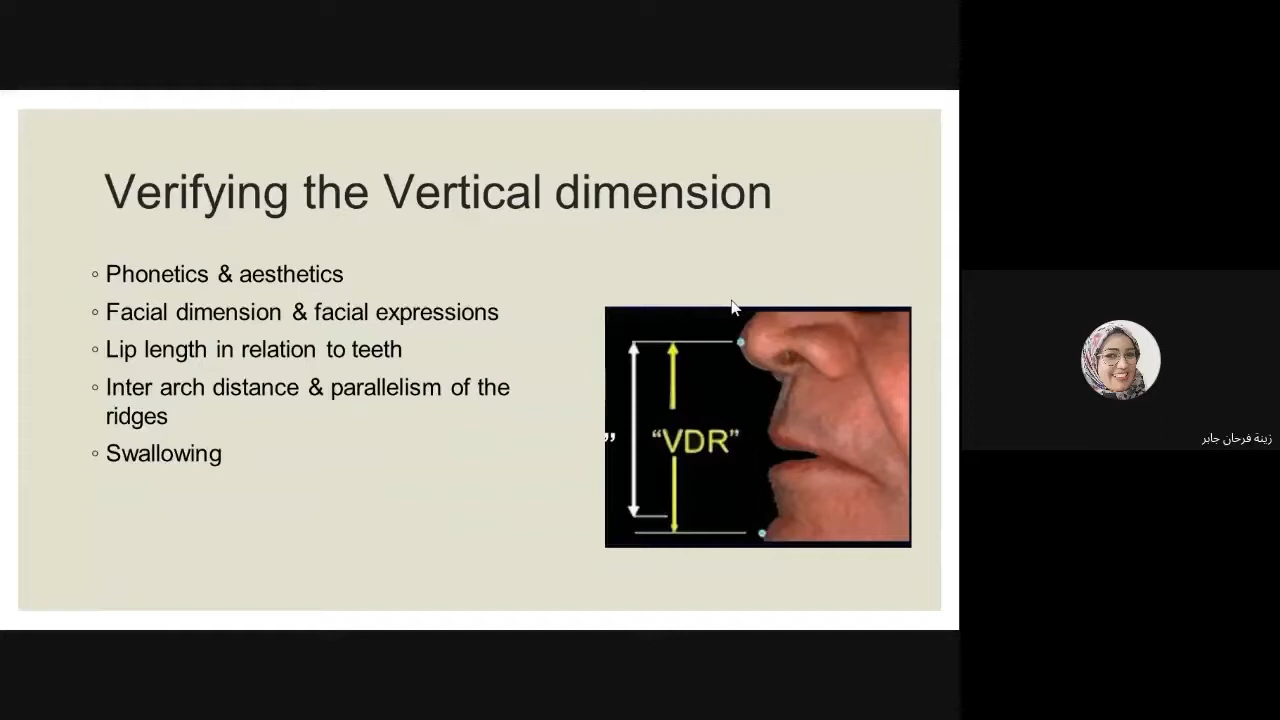 Verifying the Vertical dimension
◦ Phonetics & aesthetics
◦ Facial dimension & facial expressions
◦ Lip length in relation to teeth
◦ Inter arch distance & parallelism of the
ridges
◦ Swallowing
”
“VDR”
زينة فرحان جابر